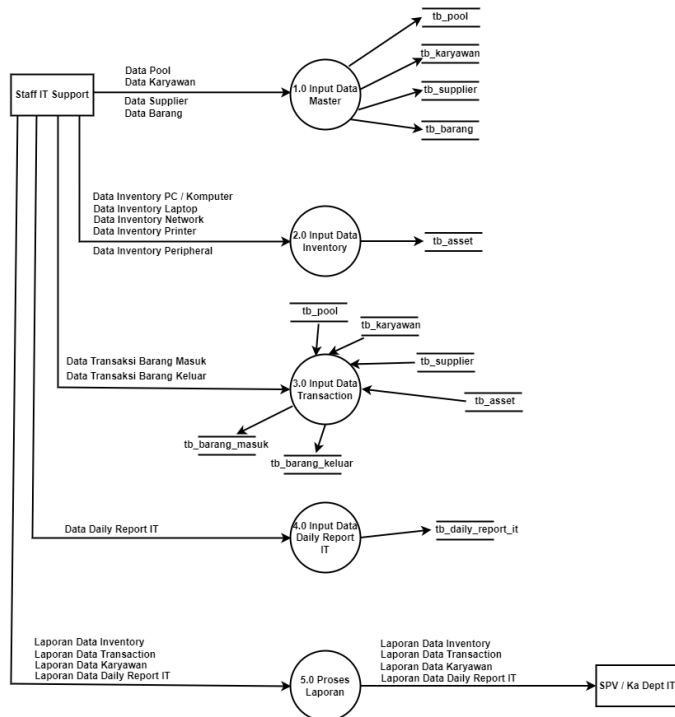 tb_pool
Data Pool
Data Karyawan
tb_karyawan
Staff IT Support
1.0 Input Data
Master
Data Supplier
Data Barang
tb_supplier
tb_barang
Data Inventory PC / Komputer
Data Inventory Laptop
Data Inventory Network
Data Inventory Printer
Data Inventory Peripheral
2.0 Input Data
Inventory
tb_asset
tb_pool
tb_karyawan
tb_supplier
Data Transaksi Barang Masuk
Data Transaksi Barang Keluar
3.0 Input Data
Transaction
tb_asset
tb_barang_masuk
tb_barang_keluar
Data Daily Report IT
4.0 Input Data
Daily Report
IT
tb_daily_report_it
Laporan Data Inventory
Laporan Data Transaction
Laporan Data Karyawan
Laporan Data Daily Report IT
5.0 Proses
Laporan
Laporan Data Inventory
Laporan Data Transaction
Laporan Data Karyawan
Laporan Data Daily Report IT
SPV / Ka Dept IT